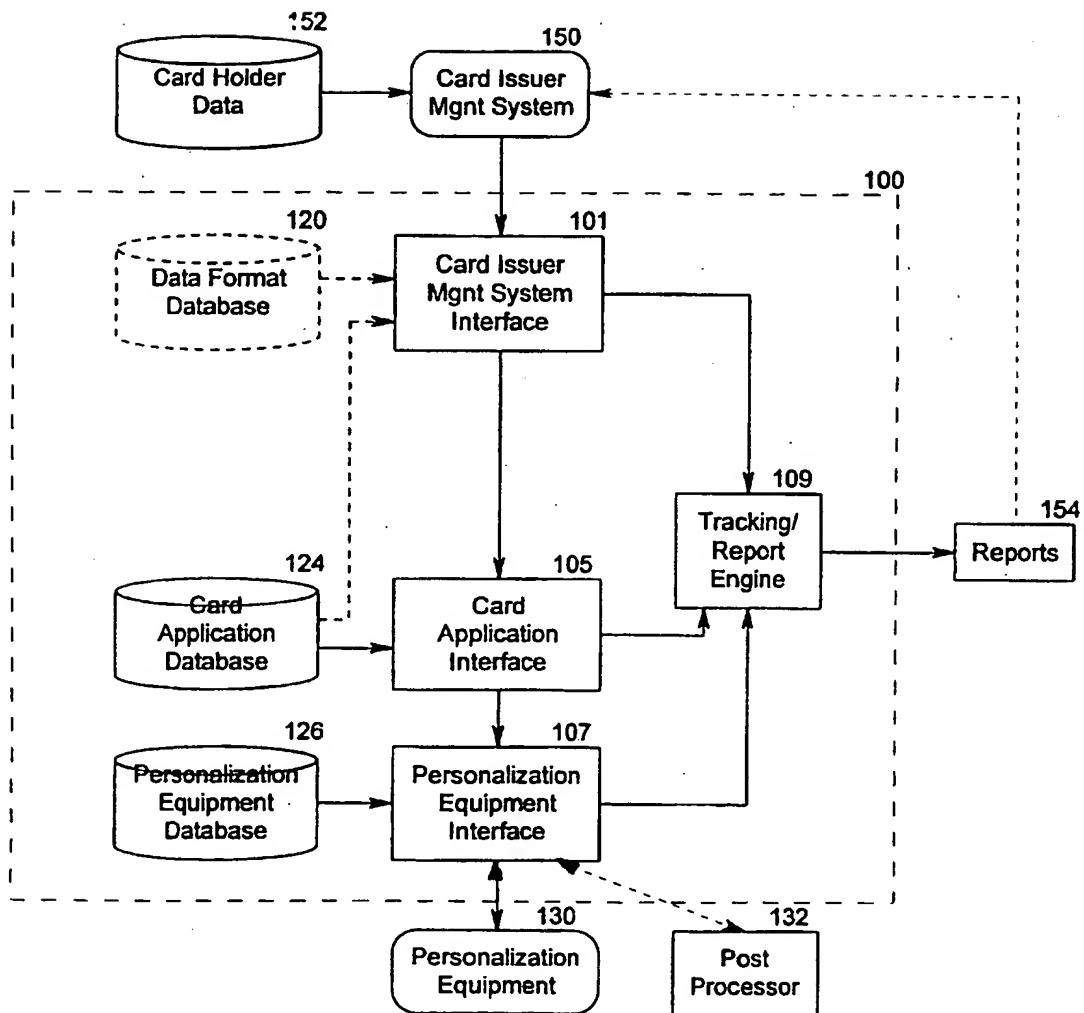 152
Card Holder
Data
150
Card Issuer
Mgnt System
100
120
Data Format
Database
101
Card Issuer
Mgnt System
Interface
109
Tracking/
Report
Engine
154
Reports
124
Card
Application
Database
105
Card
Application
Interface
126
Personalization
Equipment
Database
107
Personalization
Equipment
Interface
130
Personalization
Equipment
132
Post
Processor